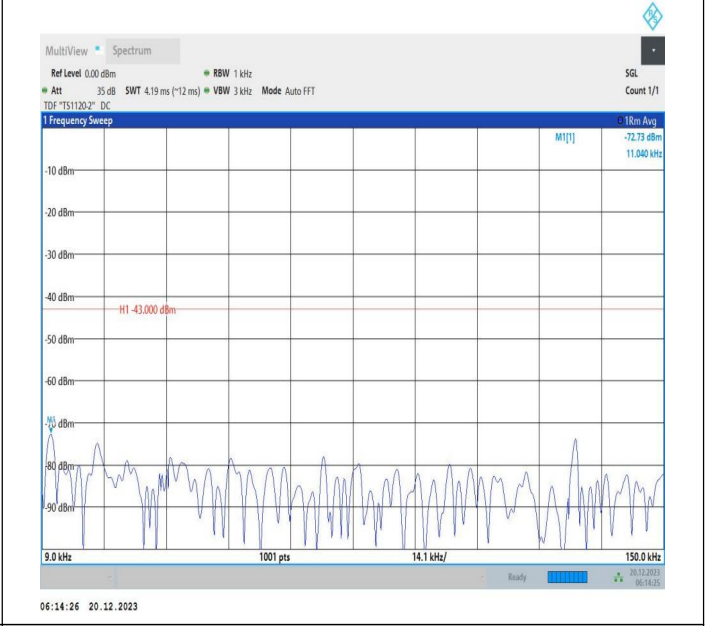 R S
MultiView Spectrum
Ref Level 0.00 dBm RBW 1 kHz SGL
Att 35 dB SWT 4.19 ms (~12 ms) VBW 3 kHz Mode Auto FFT Count 1/1
TDF "TS1120-2" DC
1 Frequency Sweep 1Rm Avg
M1[1] -72.73 dBm
11.040 kHz
-10 dBm
-20 dBm
-30 dBm
-40 dBm
H1 -43.000 dBm
-50 dBm
-60 dBm
M1
dBm
-80 dBm
-90 dBm
9.0 kHz 1001 pts 14.1 kHz/ 150.0 kHz
Ready 20.12.2023
06:14:25
06:14:26 20.12.2023